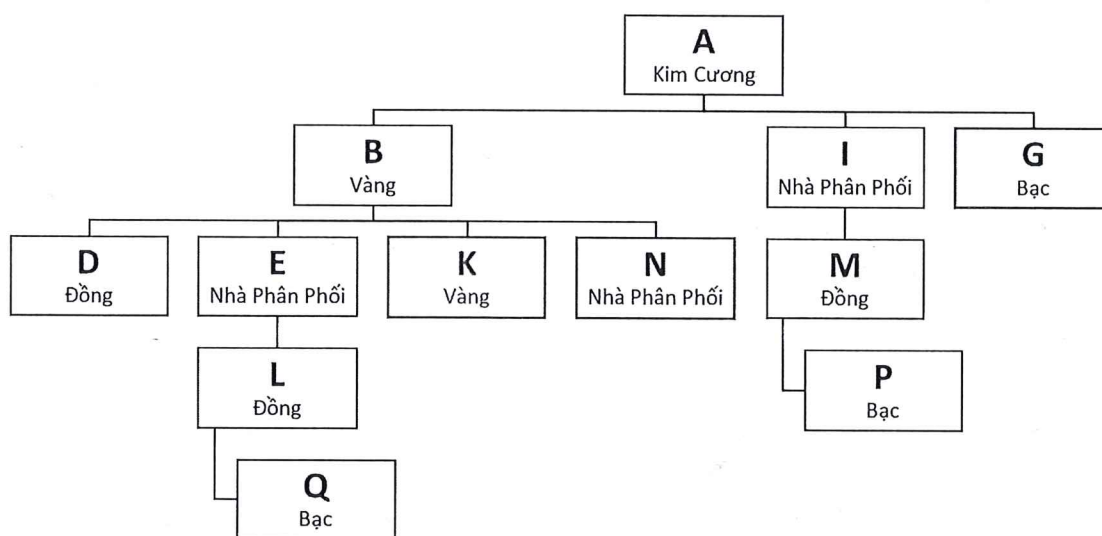 A
Kim Cương
B
Vàng
I
Nhà Phân Phối
G
Bạc
D
Đồng
E
Nhà Phân Phối
K
Vàng
N
Nhà Phân Phối
M
Đồng
L
Đồng
P
Bạc
Q
Bạc